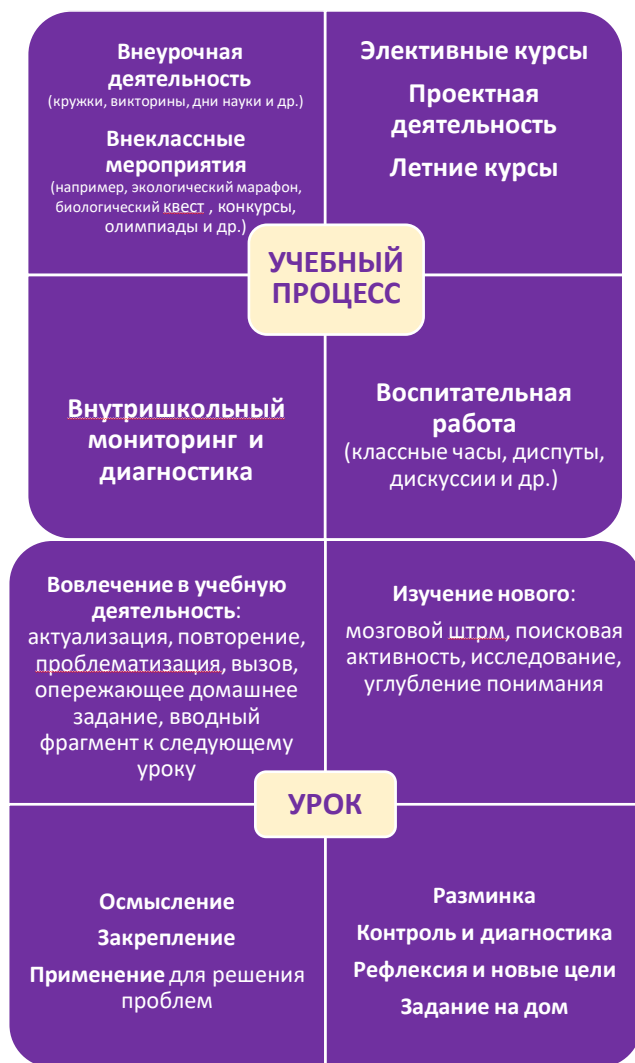 Внеурочная
деятельность
(кружки, викторины, дни науки и др.)
Внеклассные
мероприятия
(например, экологический марафон,
биологический квест , конкурсы,
олимпиады и др.)
Элективные курсы
Проектная
деятельность
Летние курсы
УЧЕБНЫЙ
ПРОЦЕСС
Внутришкольный
мониторинг и
диагностика
Воспитательная
работа
(классные часы, диспуты,
дискуссии и др.)
Вовлечение в учебную
деятельность:
актуализация, повторение,
проблематизация, вызов,
опережающее домашнее
задание, вводный
фрагмент к следующему
уроку
Изучение нового:
мозговой штрм, поисковая
активность, исследование,
углубление понимания
УРОК
Осмысление
Закрепление
Применение для решения
проблем
Разминка
Контроль и диагностика
Рефлексия и новые цели
Задание на дом